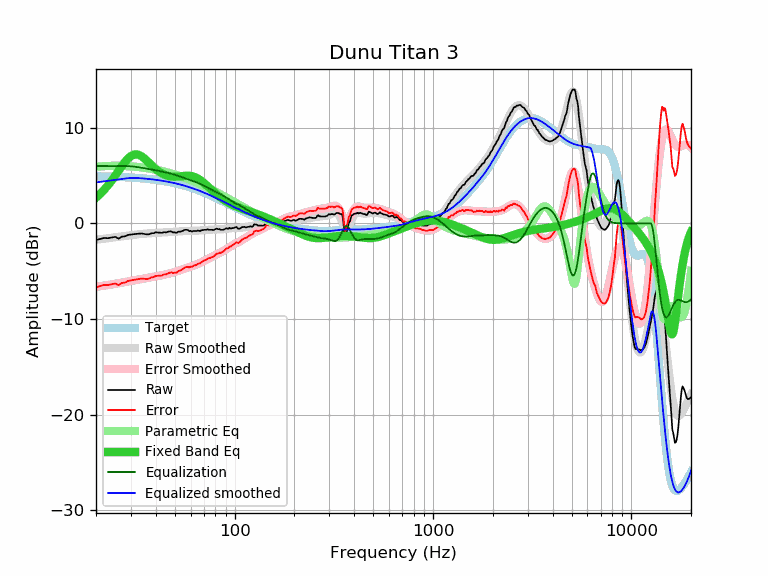 Dunu Titan 3
Amplitude (dBr)
10
0
−10
−20
−30
Target
Raw Smoothed
Error Smoothed
Raw
Error
Parametric Eq
Fixed Band Eq
Equalization
Equalized smoothed
100 1000 10000
Frequency (Hz)